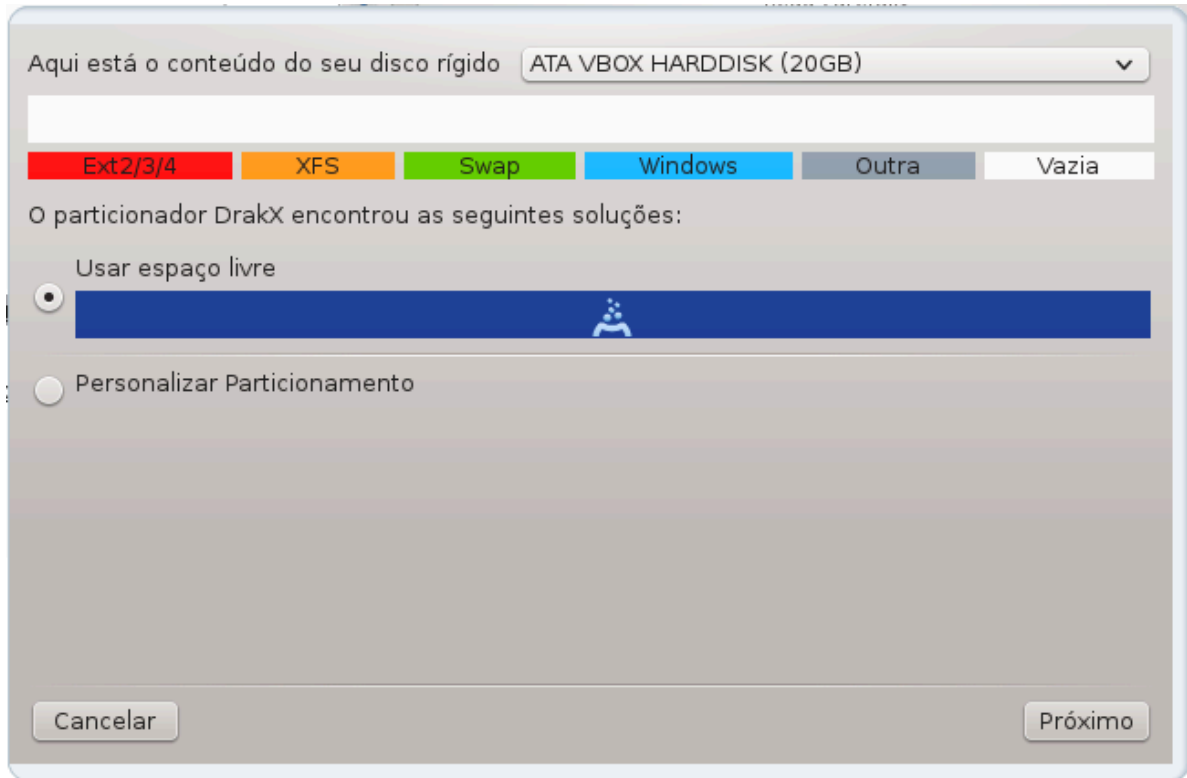 Aqui está o conteúdo do seu disco rígido ATA VBOX HARDDISK (20GB)
Ext2/3/4 XFS Swap Windows Outra Vazia
O particionador DrakX encontrou as seguintes soluções:
Usar espaço livre
Personalizar Particionamento
Cancelar Próximo